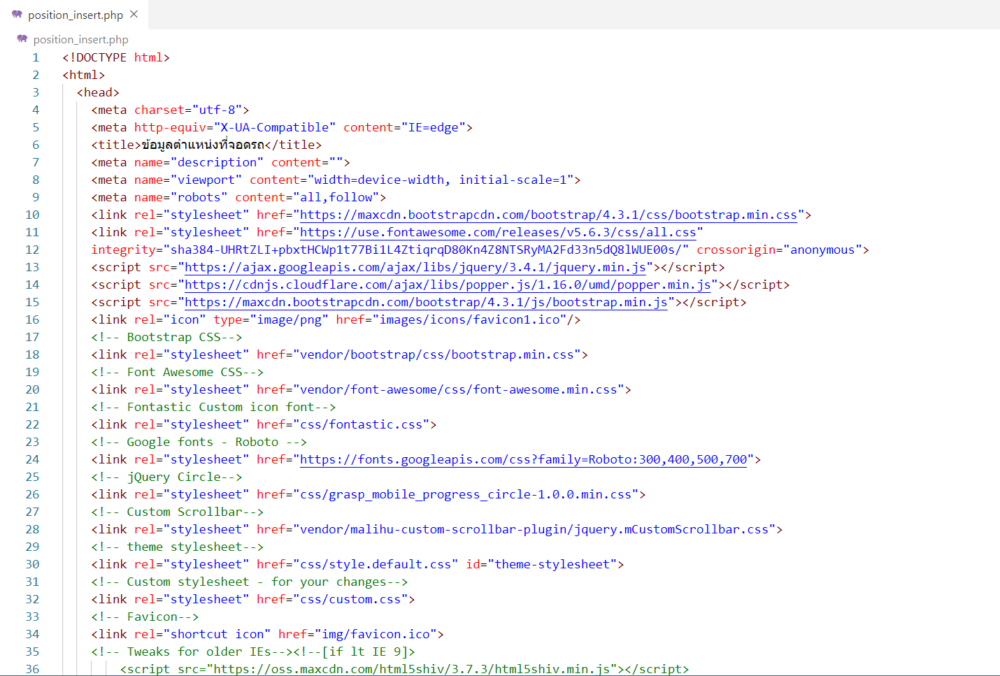 position_insert.php ×
position_insert.php
1 <!DOCTYPE html>
2 <html>
3 <head>
4 <meta charset="utf-8">
5 <meta http-equiv="X-UA-Compatible" content="IE=edge">
6 <title>ข้อมูลตำแหน่งที่จอดรถ</title>
7 <meta name="description" content="">
8 <meta name="viewport" content="width=device-width, initial-scale=1">
9 <meta name="robots" content="all,follow">
10 <link rel="stylesheet" href="https://maxcdn.bootstrapcdn.com/bootstrap/4.3.1/css/bootstrap.min.css">
11 <link rel="stylesheet" href="https://use.fontawesome.com/releases/v5.6.3/css/all.css"
12 integrity="sha384-UHRtZLI+pbxtHCWp1t77Bi1L4ZtiqrqD80Kn4Z8NTSRyMA2Fd33n5dQ8lWUE00s/" crossorigin="anonymous">
13 <script src="https://ajax.googleapis.com/ajax/libs/jquery/3.4.1/jquery.min.js"></script>
14 <script src="https://cdnjs.cloudflare.com/ajax/libs/popper.js/1.16.0/umd/popper.min.js"></script>
15 <script src="https://maxcdn.bootstrapcdn.com/bootstrap/4.3.1/js/bootstrap.min.js"></script>
16 <link rel="icon" type="image/png" href="images/icons/favicon1.ico"/>
17 <!-- Bootstrap CSS-->
18 <link rel="stylesheet" href="vendor/bootstrap/css/bootstrap.min.css">
19 <!-- Font Awesome CSS-->
20 <link rel="stylesheet" href="vendor/font-awesome/css/font-awesome.min.css">
21 <!-- Fontastic Custom icon font-->
22 <link rel="stylesheet" href="css/fontastic.css">
23 <!-- Google fonts - Roboto -->
24 <link rel="stylesheet" href="https://fonts.googleapis.com/css?family=Roboto:300,400,500,700">
25 <!-- jQuery Circle-->
26 <link rel="stylesheet" href="css/grasp_mobile_progress_circle-1.0.0.min.css">
27 <!-- Custom Scrollbar-->
28 <link rel="stylesheet" href="vendor/malihu-custom-scrollbar-plugin/jquery.mCustomScrollbar.css">
29 <!-- theme stylesheet-->
30 <link rel="stylesheet" href="css/style.default.css" id="theme-stylesheet">
31 <!-- Custom stylesheet - for your changes-->
32 <link rel="stylesheet" href="css/custom.css">
33 <!-- Favicon-->
34 <link rel="shortcut icon" href="img/favicon.ico">
35 <!-- Tweaks for older IEs--><!--[if lt IE 9]>
36 <script src="https://oss.maxcdn.com/html5shiv/3.7.3/html5shiv.min.js"></script>